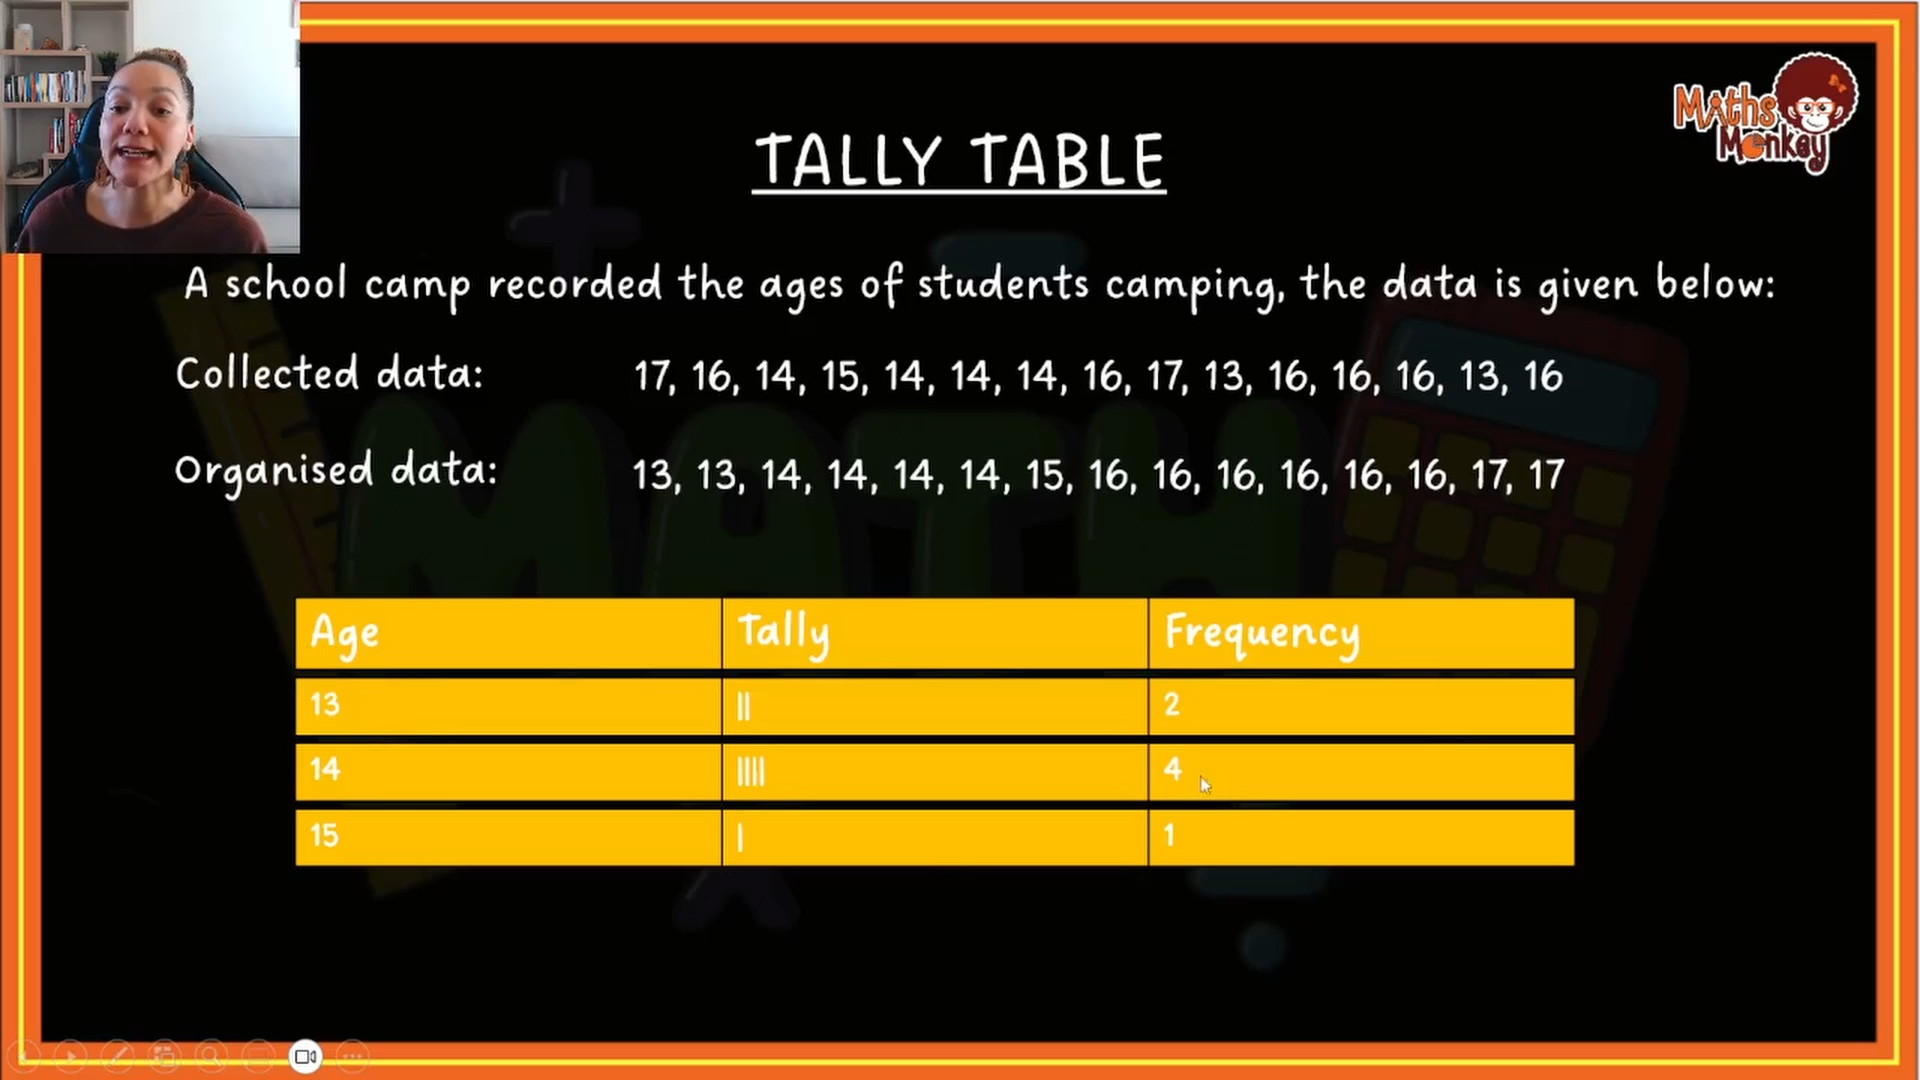 Maths
Monkey
TALLY TABLE
A school camp recorded the ages of students camping, the data is given below:
Collected data: 17, 16, 14, 15, 14, 14, 14, 16, 17, 13, 16, 16, 16, 13, 16
Organised data: 13, 13, 14, 14, 14, 14, 15, 16, 16, 16, 16, 16, 16, 17, 17
MATH
Age Tally Frequency
13 || 2
14 |||| 4
15 | 1